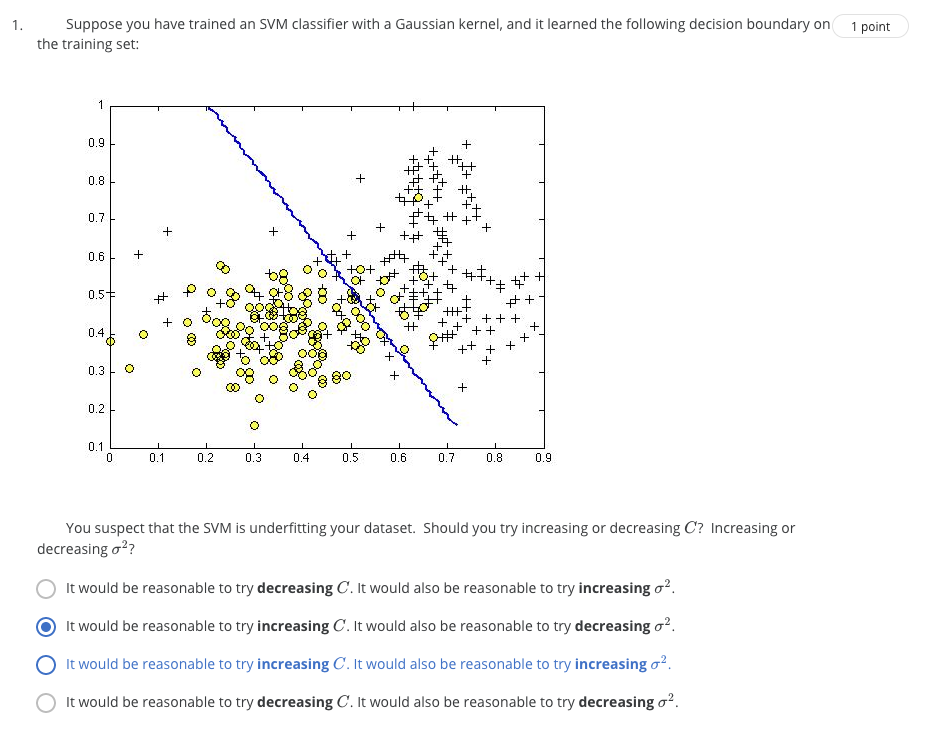 1. Suppose you have trained an SVM classifier with a Gaussian kernel, and it learned the following decision boundary on 1 point
the training set:
1
0.9
0.8
0.7
0.6
0.5
0.4
0.3
0.2
0.1
0 0.1 0.2 0.3 0.4 0.5 0.6 0.7 0.8 0.9
You suspect that the SVM is underfitting your dataset. Should you try increasing or decreasing C? Increasing or
decreasing σ²?
It would be reasonable to try decreasing C. It would also be reasonable to try increasing σ².
It would be reasonable to try increasing C. It would also be reasonable to try decreasing σ².
It would be reasonable to try increasing C. It would also be reasonable to try increasing σ².
It would be reasonable to try decreasing C. It would also be reasonable to try decreasing σ².